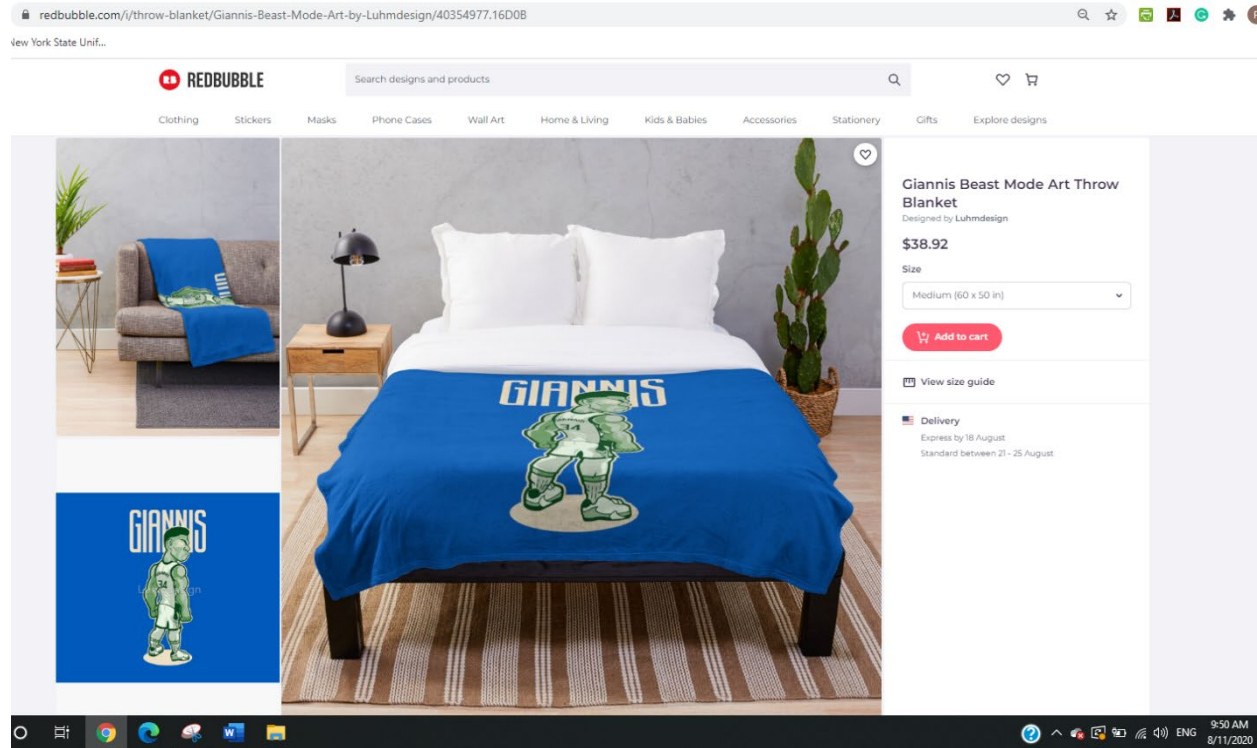 redbubble.com/i/throw-blanket/Giannis-Beast-Mode-Art-by-Luhmdesign/40354977.16D0B
New York State Unif...
REDBUBBLE
Search designs and products
Clothing Stickers Masks Phone Cases Wall Art Home & Living Kids & Babies Accessories Stationery Gifts Explore designs
Giannis Beast Mode Art Throw
Blanket
Designed by Luhmdesign
$38.92
Size
Medium (60 x 50 in)
Add to cart
View size guide
Delivery
Express by 18 August
Standard between 21 - 25 August
GIANNIS
34
GIANNIS
34
ENG
9:50 AM
8/11/2020